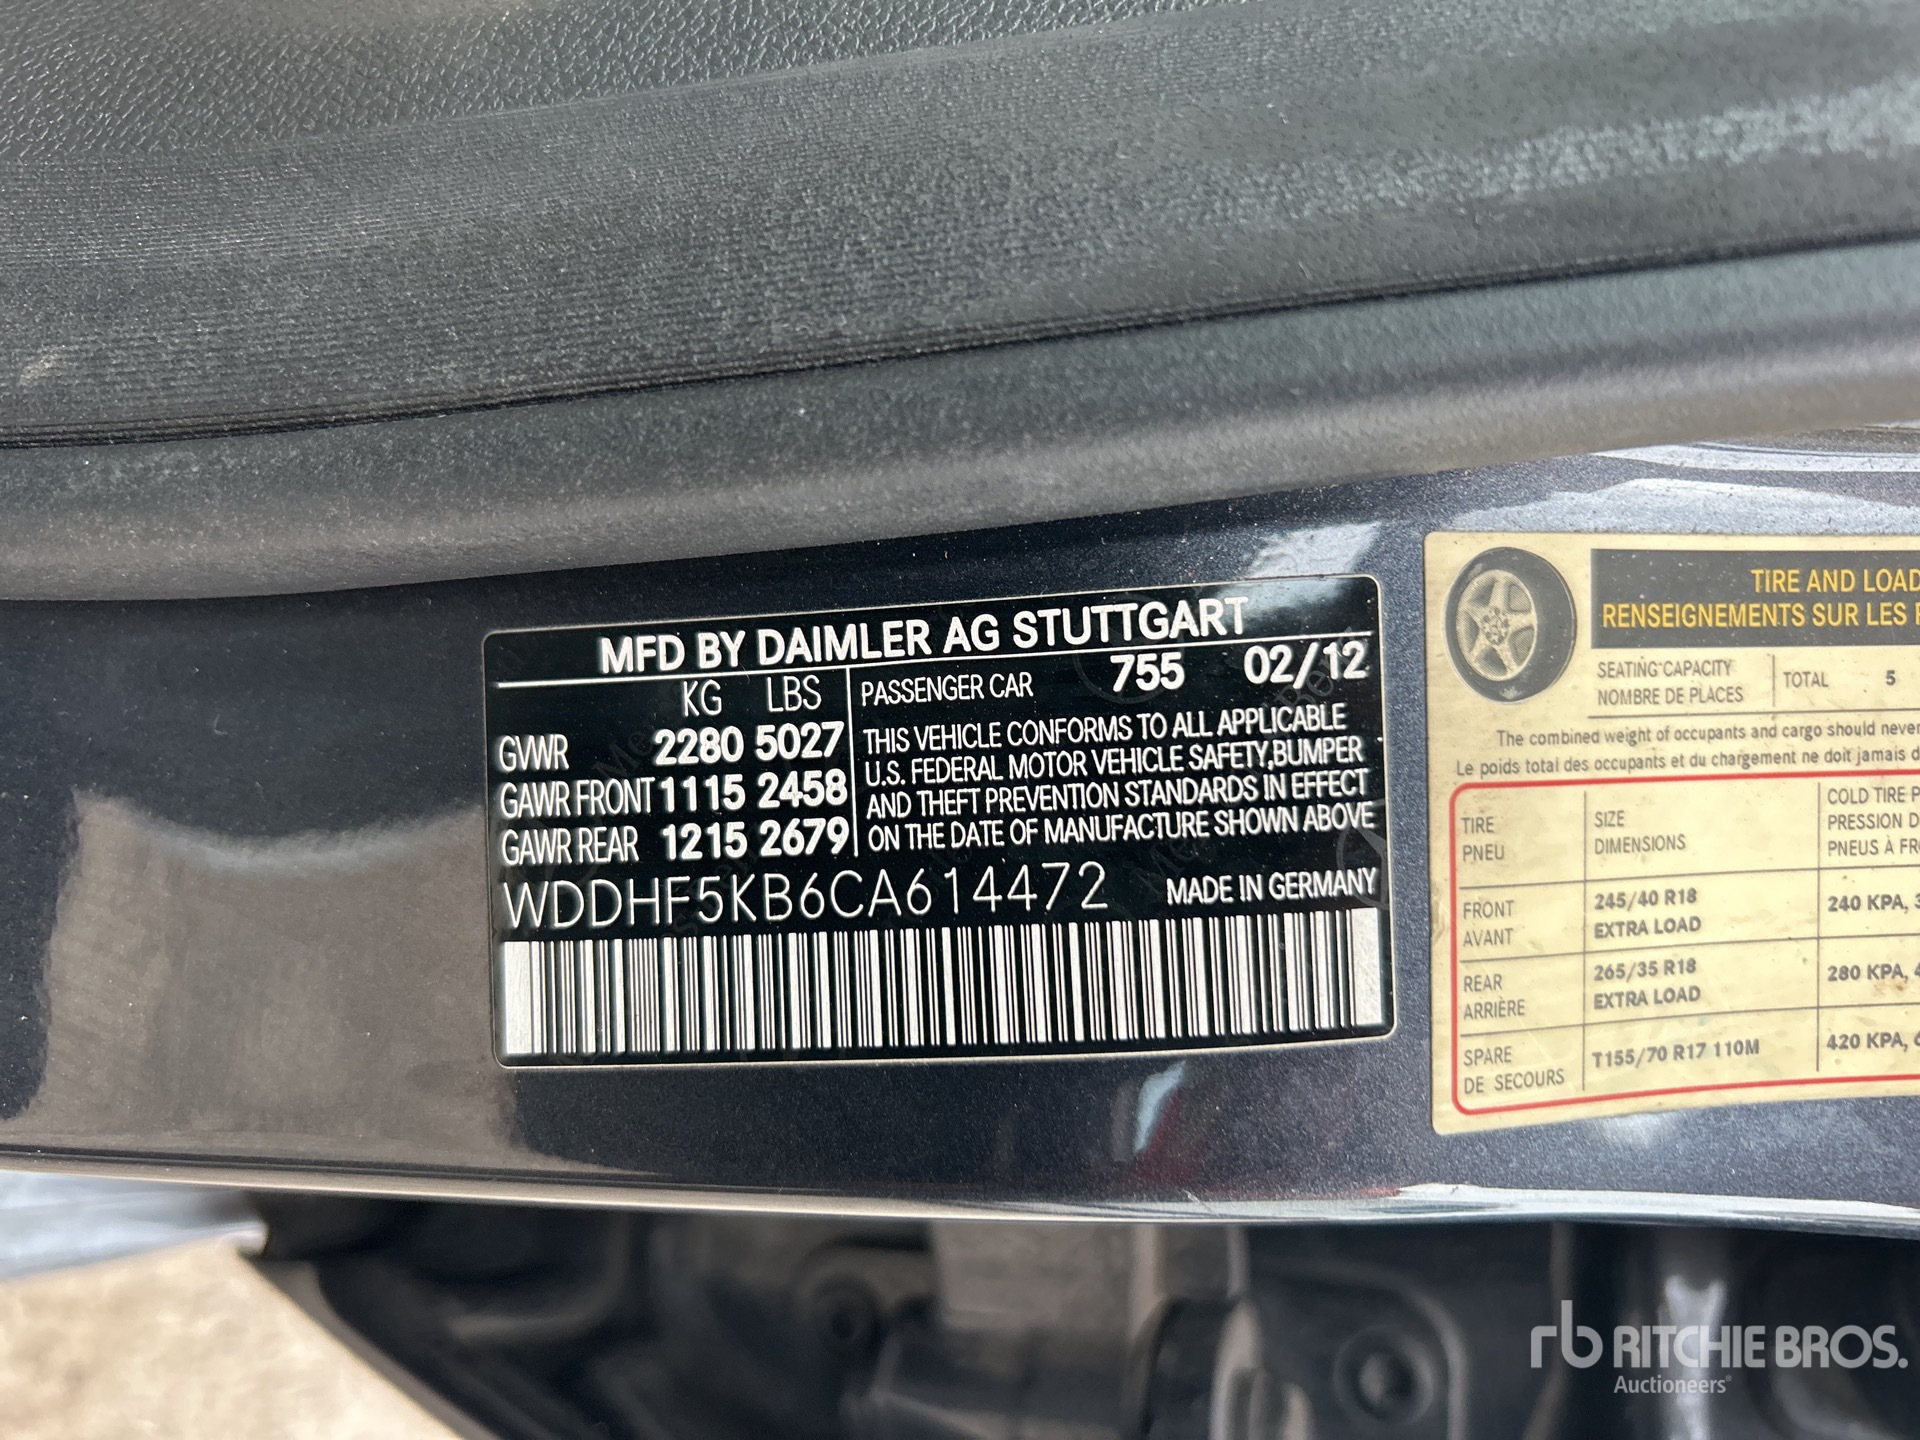 MFD BY DAIMLER AG STUTTGART
KG LBS
GVWR 2280 5027
GAWR FRONT 1115 2458
GAWR REAR 1215 2679
PASSENGER CAR 755 02/12
THIS VEHICLE CONFORMS TO ALL APPLICABLE
U.S. FEDERAL MOTOR VEHICLE SAFETY,BUMPER
AND THEFT PREVENTION STANDARDS IN EFFECT
ON THE DATE OF MANUFACTURE SHOWN ABOVE
WDDHF5KB6CA614472 MADE IN GERMANY
TIRE AND LOAD
RENSEIGNEMENTS SUR LES
SEATING CAPACITY
NOMBRE DE PLACES
TOTAL 5
The combined weight of occupants and cargo should never
Le poids total des occupants et du chargement ne doit jamais
TIRE
PNEU
SIZE
DIMENSIONS
COLD TIRE
PRESSION
PNEUS À
FRONT
AVANT
245/40 R18
EXTRA LOAD
240 KPA,
REAR
ARRIÈRE
265/35 R18
EXTRA LOAD
280 KPA,
SPARE
DE SECOURS
T155/70 R17 110M
420 KPA,
rb RITCHIE BROS.
Auctioneers